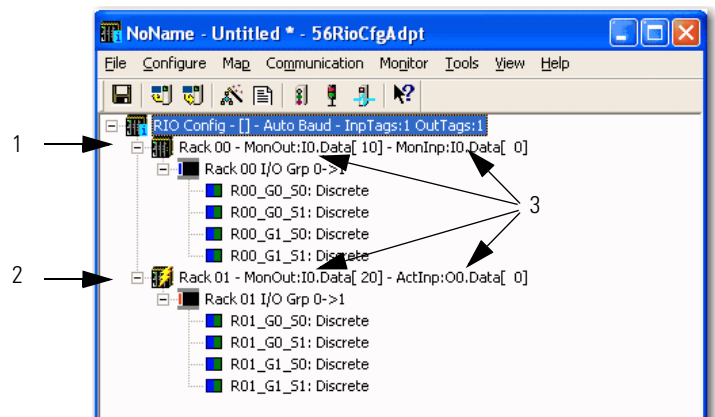 NoName - Untitled * - 56RioCfgAdpt
File Configure Map Communication Monitor Tools View Help
RIO Config - [] - Auto Baud - InpTags:1 OutTags:1
1
Rack 00 - MonOut:I0.Data[ 10] - MonInp:I0.Data[ 0]
Rack 00 I/O Grp 0->1
R00_G0_S0: Discrete
R00_G0_S1: Discrete
3
R00_G1_S0: Discrete
R00_G1_S1: Discrete
2
Rack 01 - MonOut:I0.Data[ 20] - ActInp:O0.Data[ 0]
Rack 01 I/O Grp 0->1
R01_G0_S0: Discrete
R01_G0_S1: Discrete
R01_G1_S0: Discrete
R01_G1_S1: Discrete